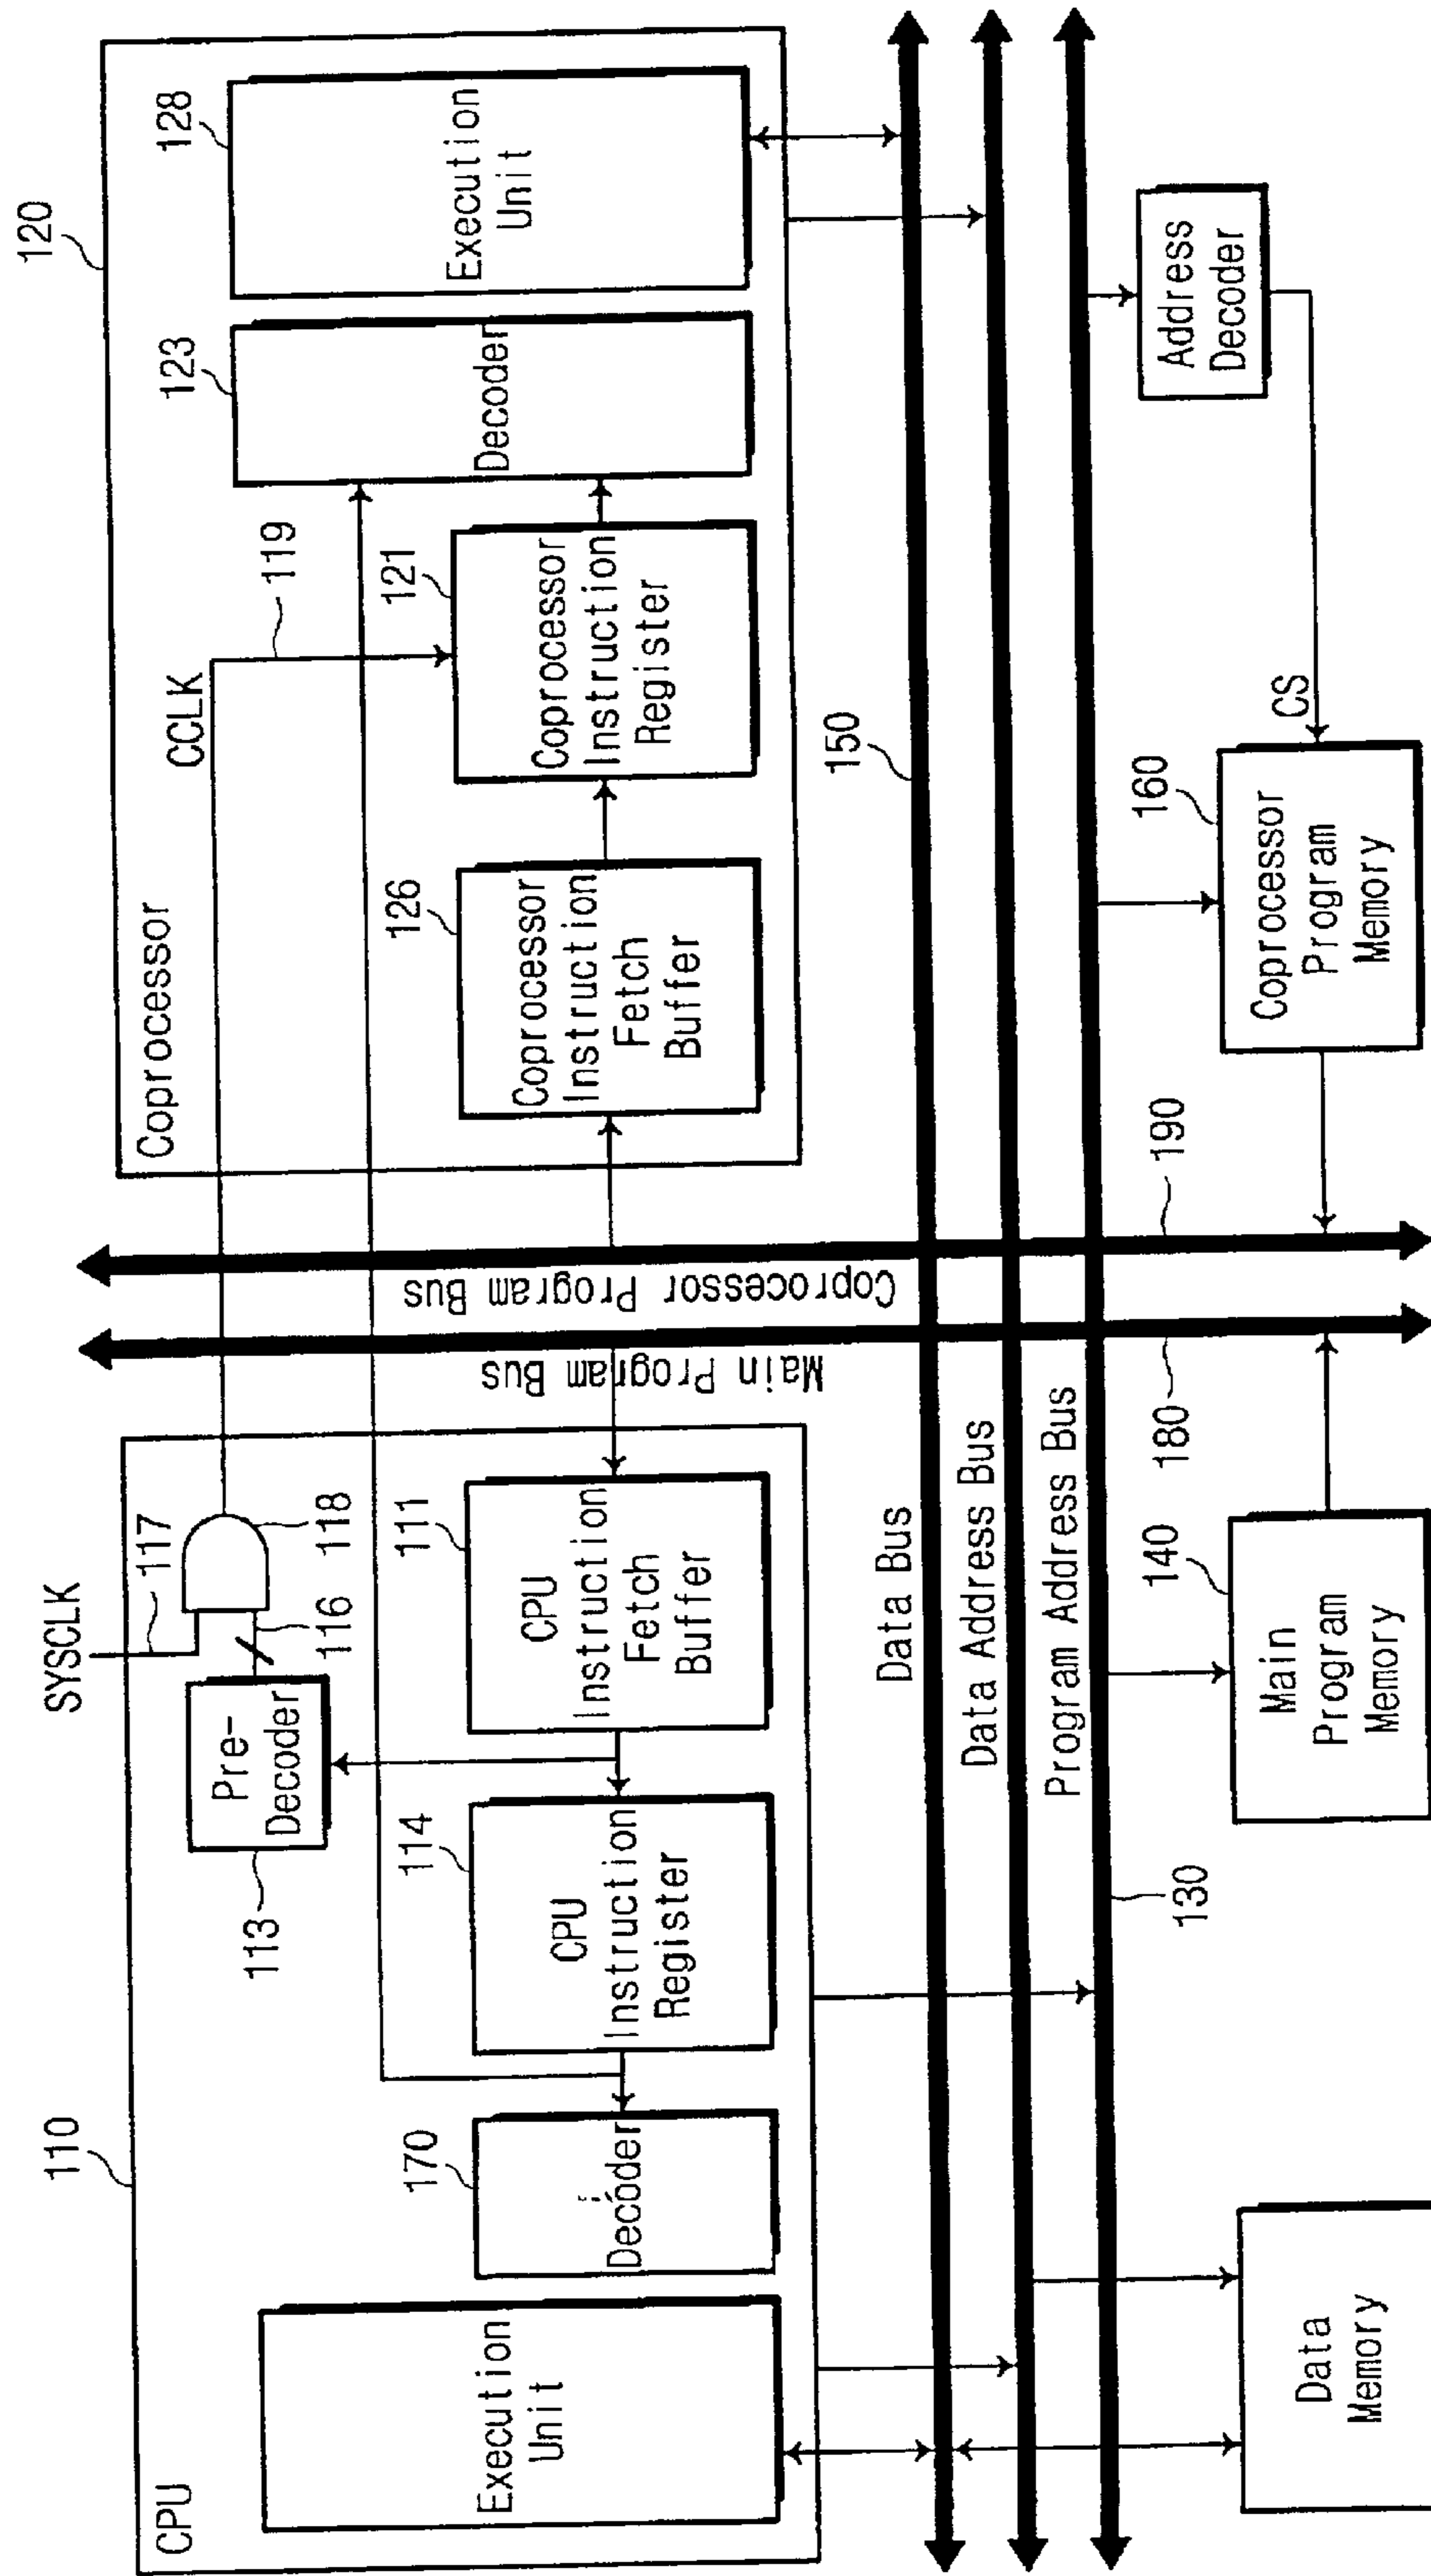 110
CPU
Execution
Unit
170
Decoder
114
CPU
Instruction
Register
113
Pre-
Decoder
SYSCLK
117
116
118
111
CPU
Instruction
Fetch
Buffer
Main Program Bus
Coprocessor Program Bus
120
Coprocessor
CCLK
119
126
Coprocessor
Instruction
Fetch
Buffer
121
Coprocessor
Instruction
Register
123
Decoder
128
Execution
Unit
Data Bus
150
Data Address Bus
Program Address Bus
130
180
190
Data
Memory
140
Main
Program
Memory
160
Coprocessor
Program
Memory
CS
Address
Decoder